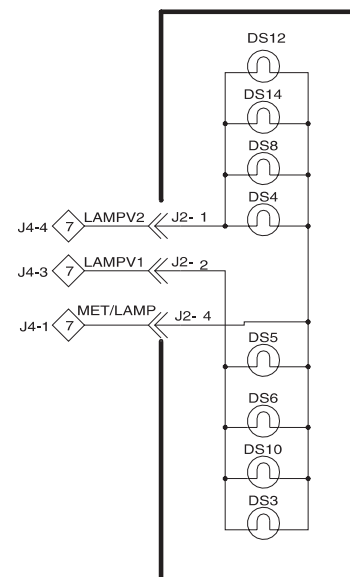 DS12
DS14
DS8
DS4
J4-4 7 LAMPV2 J2- 1
J4-3 7 LAMPV1 J2- 2
J4-1 7 MET/LAMP J2- 4
DS5
DS6
DS10
DS3